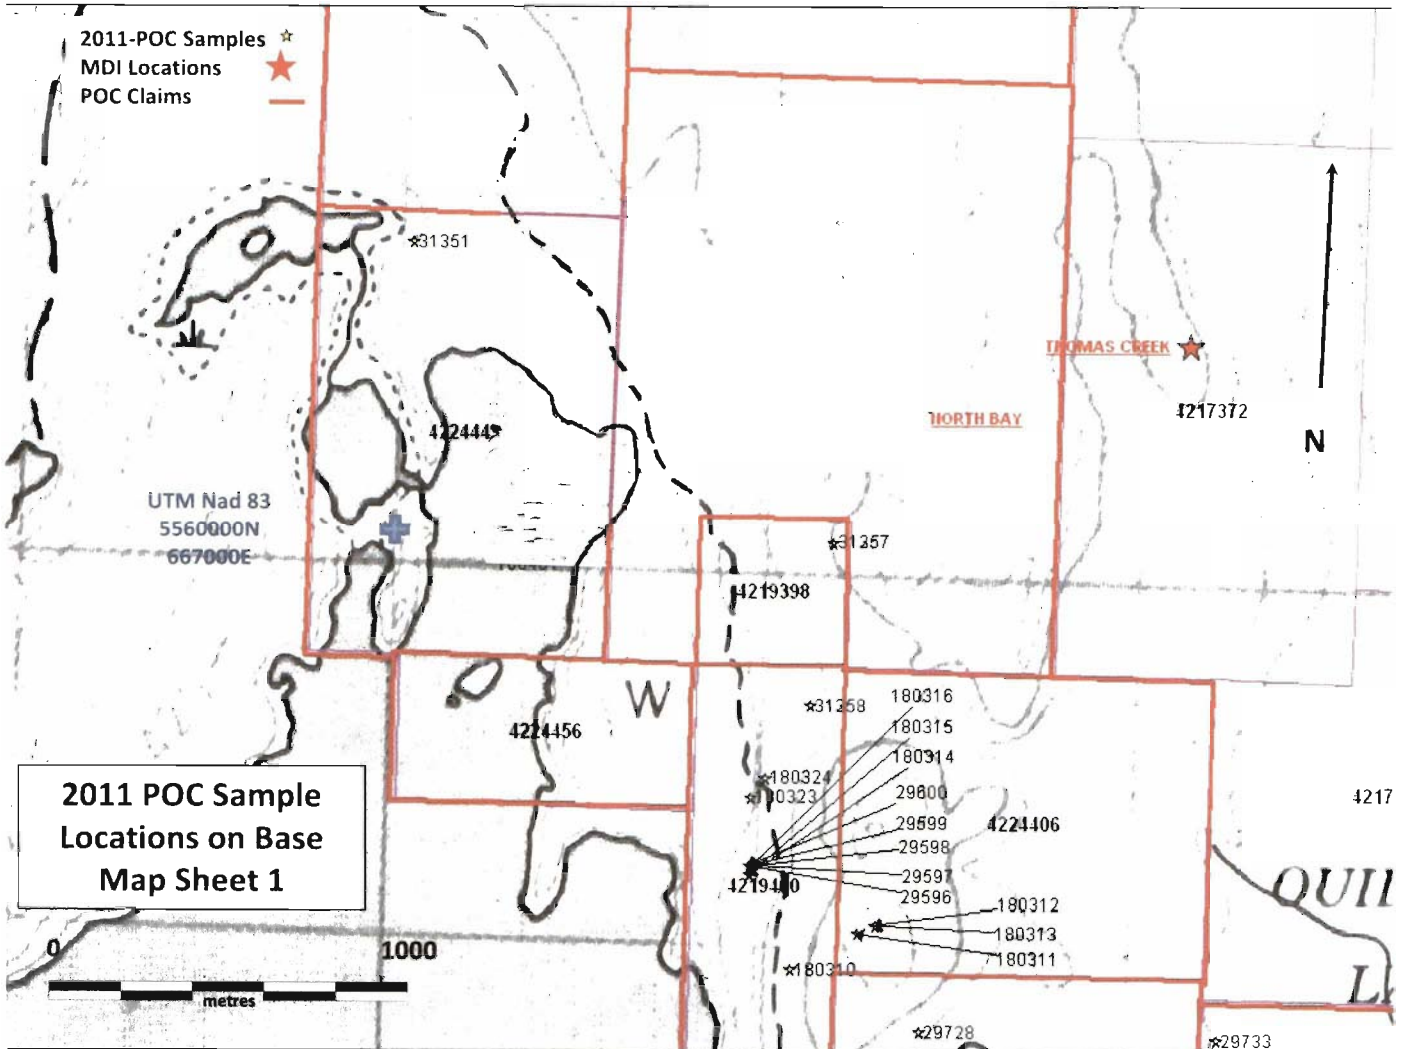 2011-POC Samples
MDI Locations
POC Claims
31351
THOMAS CREEK
4217372
NORTH BAY
N
UTM Nad 83
5560000N
667000E
31357
4219398
W
4224456
31358
180316
180315
180314
180324
180323
29600
29599
29598
29597
29596
4224406
4217
QUII
180312
180313
180311
180310
2011 POC Sample
Locations on Base
Map Sheet 1
0
1000
metres
29728
29733